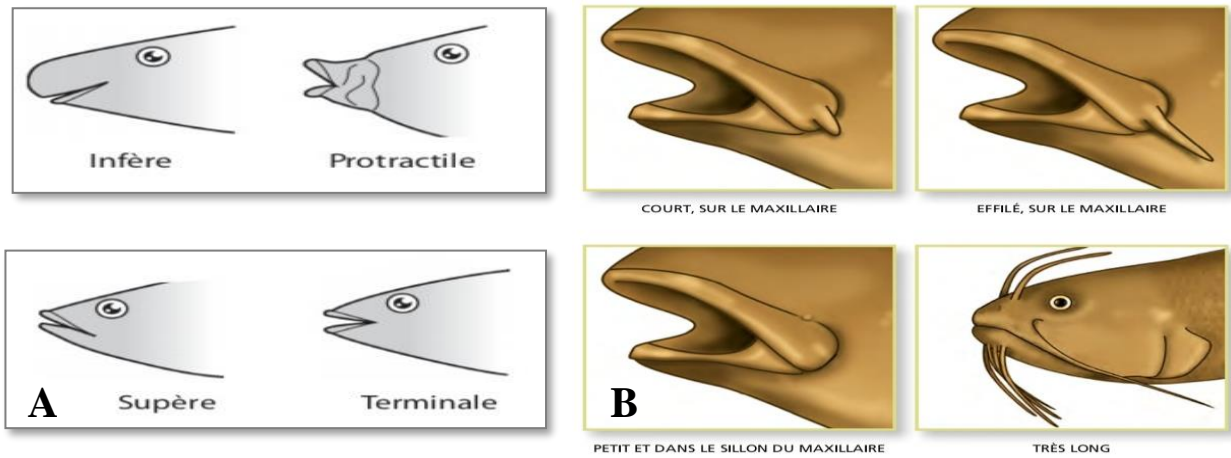 Infère
Protractile
COURT, SUR LE MAXILLAIRE
EFFILÉ, SUR LE MAXILLAIRE
A
Supère
Terminale
B
PETIT ET DANS LE SILLON DU MAXILLAIRE
TRÈS LONG